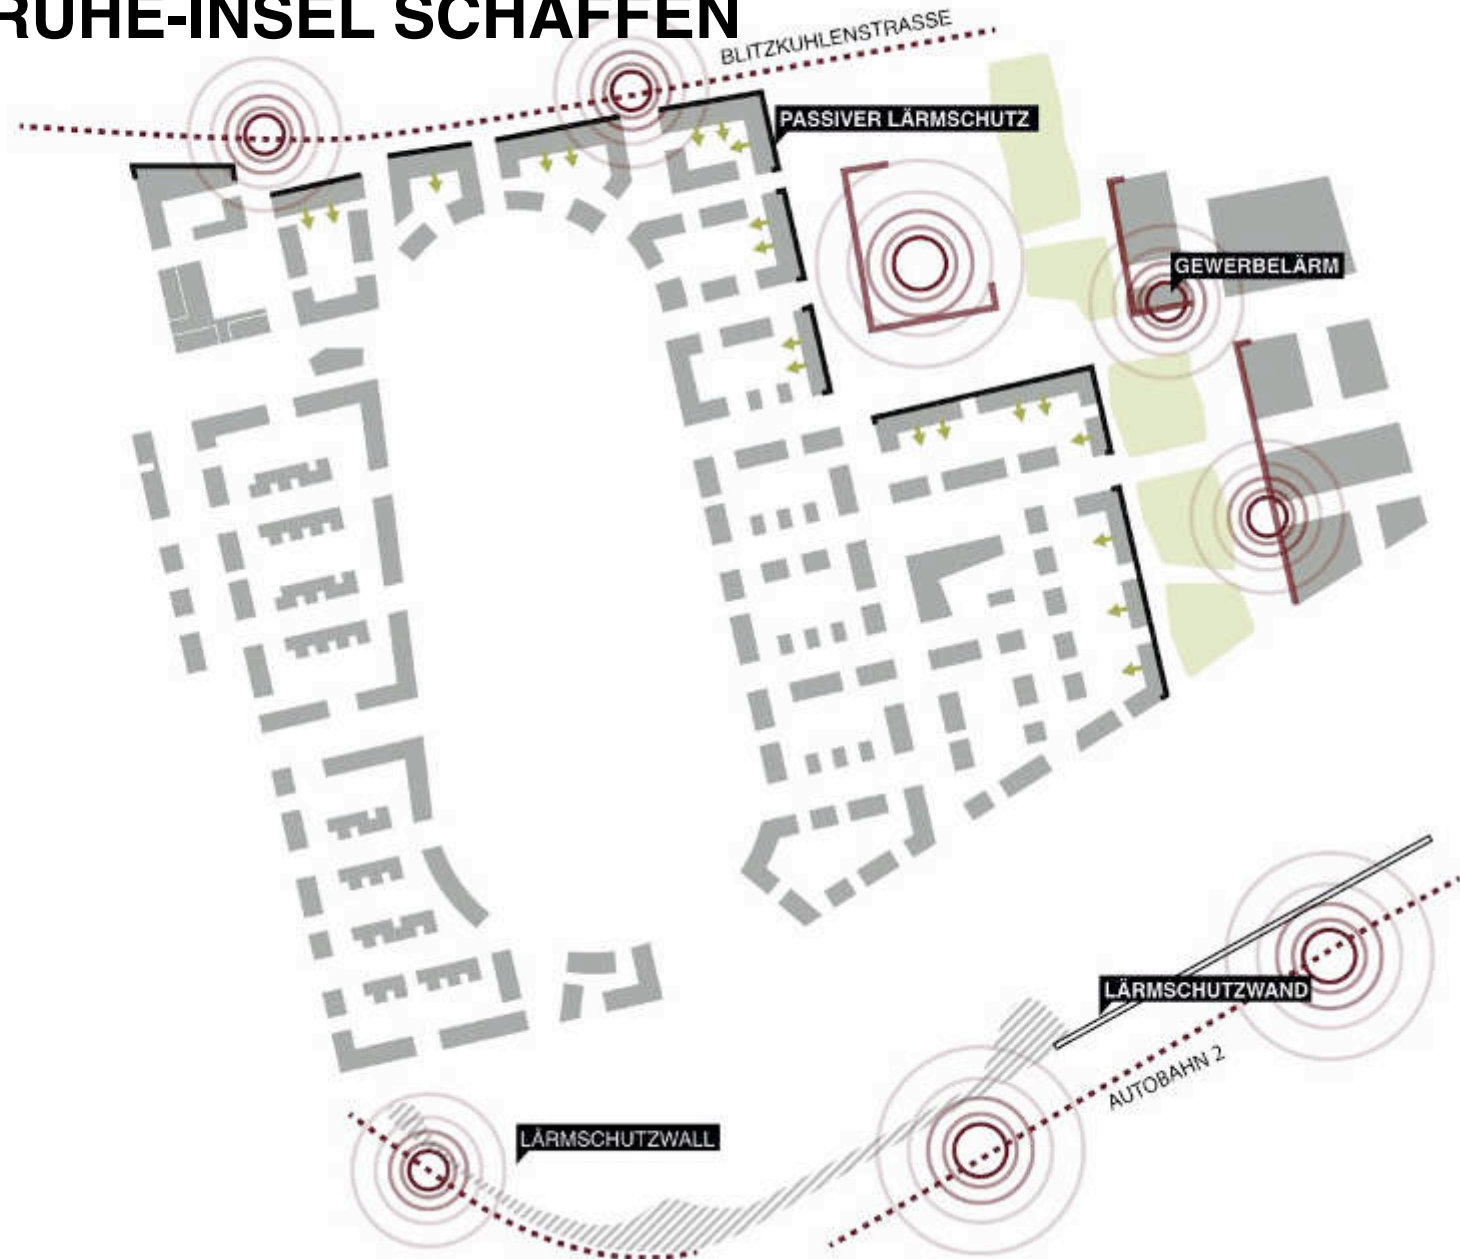 RUHE-INSEL SCHAFFEN
BLITZKUHLENSTRASSE
PASSIVER LÄRMSCHUTZ
GEWERBELÄRM
LÄRMSCHUTZWAND
AUTOBAHN 2
LÄRMSCHUTZWALL